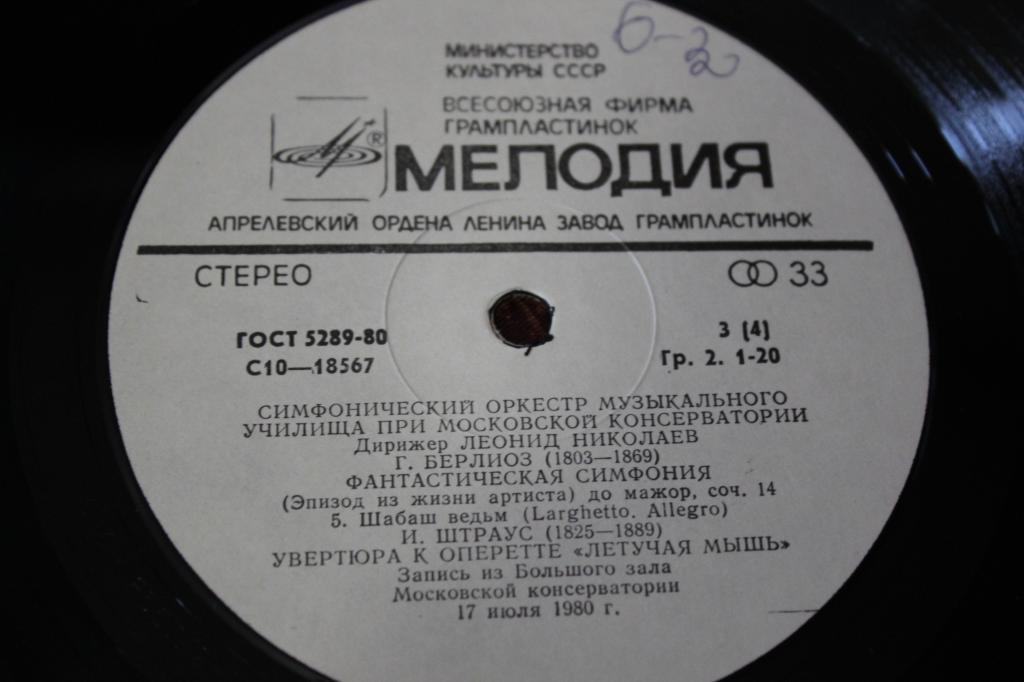 6-2
МИНИСТЕРСТВО
КУЛЬТУРЫ СССР
ВСЕСОЮЗНАЯ ФИРМА
ГРАМПЛАСТИНОК
®
МЕЛОДИЯ
АПРЕЛЕВСКИЙ ОРДЕНА ЛЕНИНА ЗАВОД ГРАМПЛАСТИНОК
СТЕРЕО 33
ГОСТ 5289-80 3 (4)
С10—18567 Гр. 2. 1-20
СИМФОНИЧЕСКИЙ ОРКЕСТР МУЗЫКАЛЬНОГО
УЧИЛИЩА ПРИ МОСКОВСКОЙ КОНСЕРВАТОРИИ
Дирижер ЛЕОНИД НИКОЛАЕВ
Г. БЕРЛИОЗ (1803—1869)
ФАНТАСТИЧЕСКАЯ СИМФОНИЯ
(Эпизод из жизни артиста) до мажор, соч. 14
5. Шабаш ведьм (Larghetto. Allegro)
И. ШТРАУС (1825—1889)
УВЕРТЮРА К ОПЕРЕТТЕ «ЛЕТУЧАЯ МЫШЬ»
Запись из Большого зала
Московской консерватории
17 июля 1980 г.